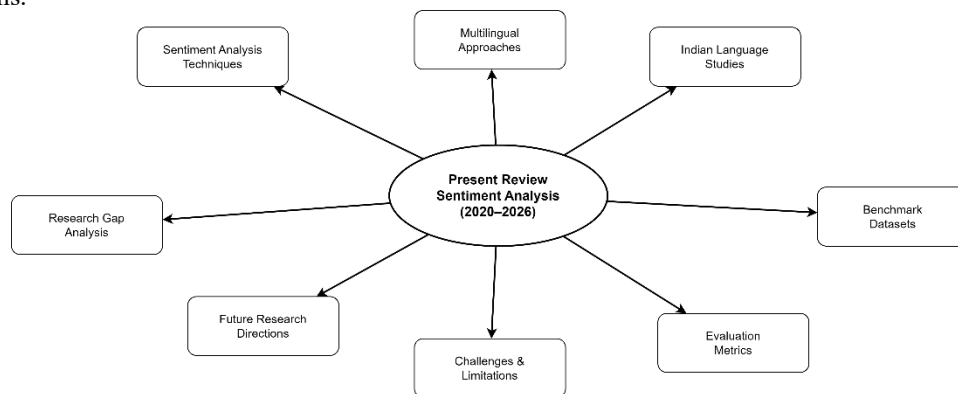 Multilingual
Approaches
Sentiment Analysis
Techniques
Indian Language
Studies
Present Review
Sentiment Analysis
(2020–2026)
Research Gap
Analysis
Benchmark
Datasets
Future Research
Directions
Evaluation
Metrics
Challenges &
Limitations